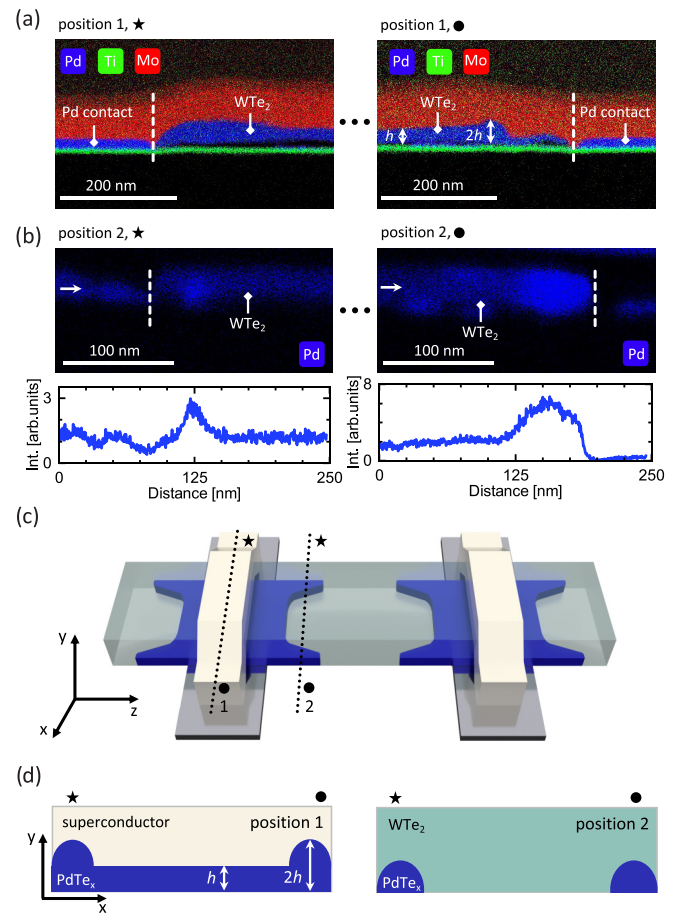 (a)
position 1, ★
position 1, ●
Pd Ti Mo
Pd Ti Mo
Pd contact
WTe2
WTe2
Pd contact
h
2h
200 nm
200 nm
(b)
position 2, ★
position 2, ●
WTe2
WTe2
100 nm
Pd
100 nm
Pd
Int. [arb.units]
3
0
0 125 250
Distance [nm]
Int. [arb.units]
8
0
0 125 250
Distance [nm]
(c)
y
z
x
1
2
(d)
superconductor
position 1
PdTex
h
2h
y
x
WTe2
position 2
PdTex